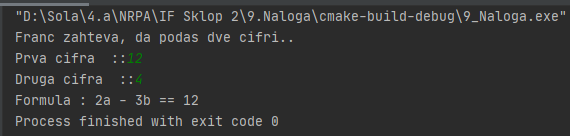 "D:\Sola\4.a\NRPA\IF Sklop 2\9.Naloga\cmake-build-debug\9_Naloga.exe"
Franc zahteva, da podas dve cifri..
Prva cifra  ::12
Druga cifra  ::4
Formula : 2a - 3b == 12
Process finished with exit code 0